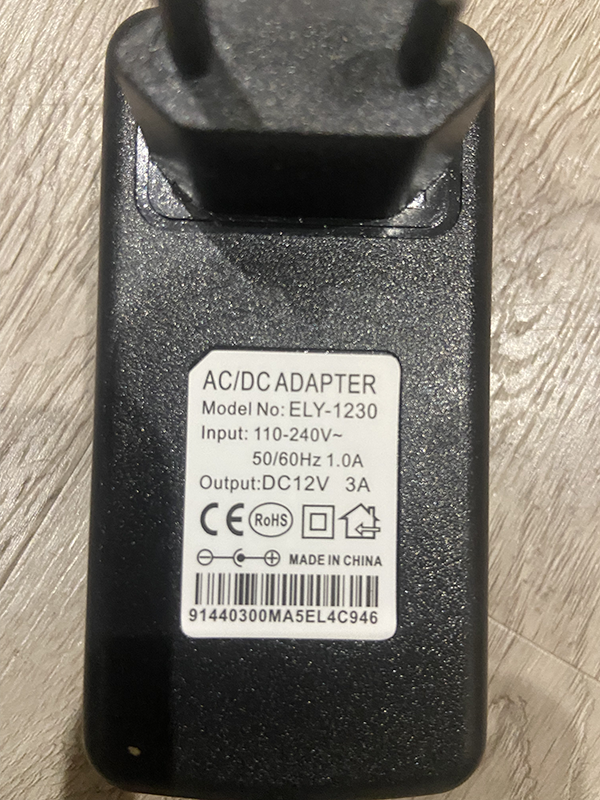 AC/DC ADAPTER
Model No: ELY-1230
Input: 110-240V~
50/60Hz 1.0A
Output:DC12V 3A
CE RoHS
MADE IN CHINA
91440300MA5EL4C946